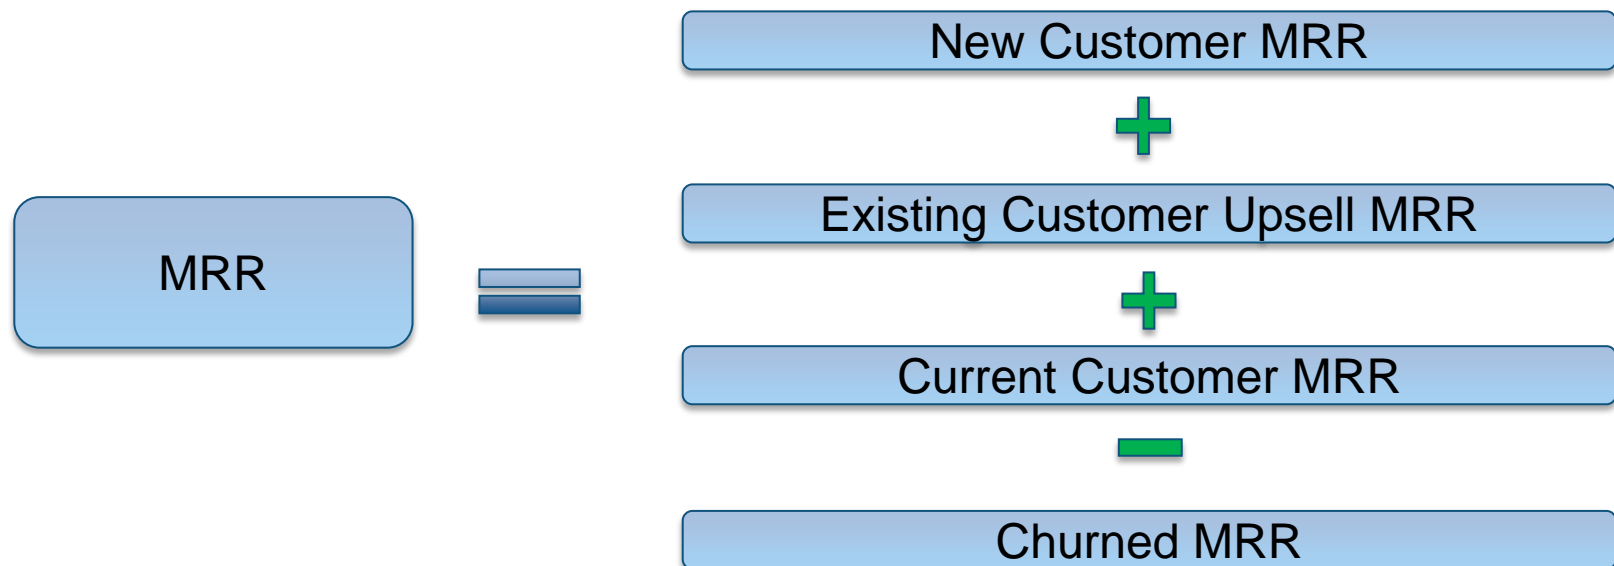 New Customer MRR
Existing Customer Upsell MRR
MRR
Current Customer MRR
Churned MRR